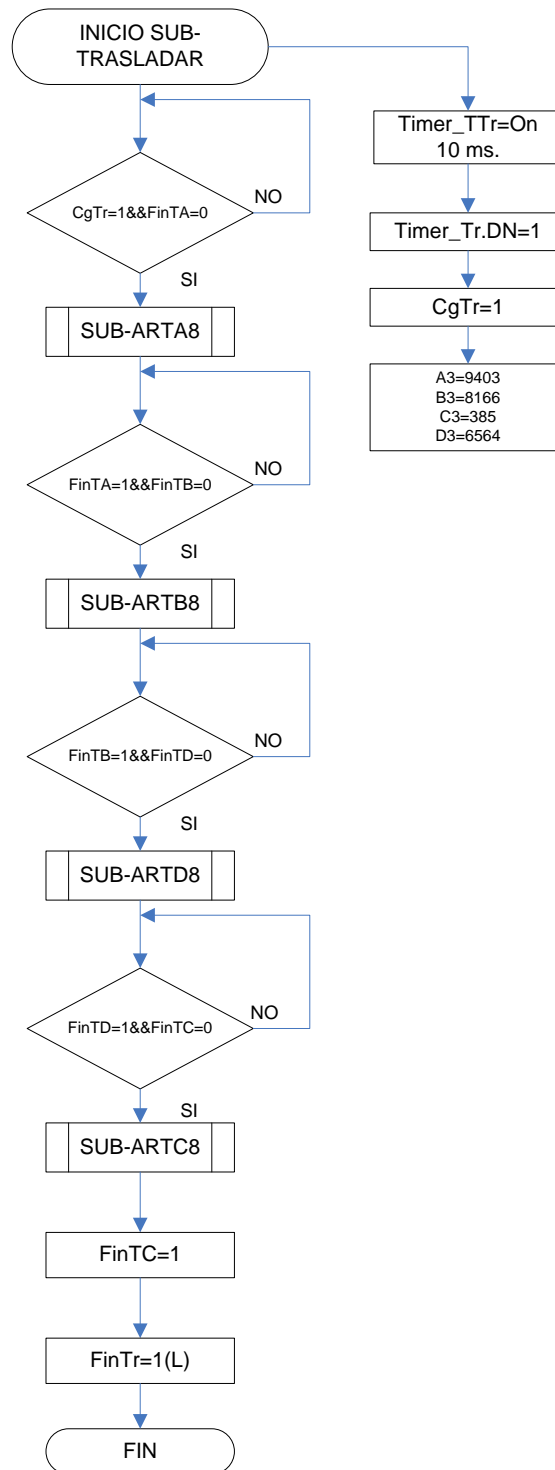 INICIO SUB-
TRASLADAR
Timer_TTr=On
10 ms.
NO
CgTr=1&&FinTA=0
Timer_Tr.DN=1
SI
CgTr=1
SUB-ARTA8
A3=9403
B3=8166
C3=385
D3=6564
NO
FinTA=1&&FinTB=0
SI
SUB-ARTB8
NO
FinTB=1&&FinTD=0
SI
SUB-ARTD8
NO
FinTD=1&&FinTC=0
SI
SUB-ARTC8
FinTC=1
FinTr=1(L)
FIN